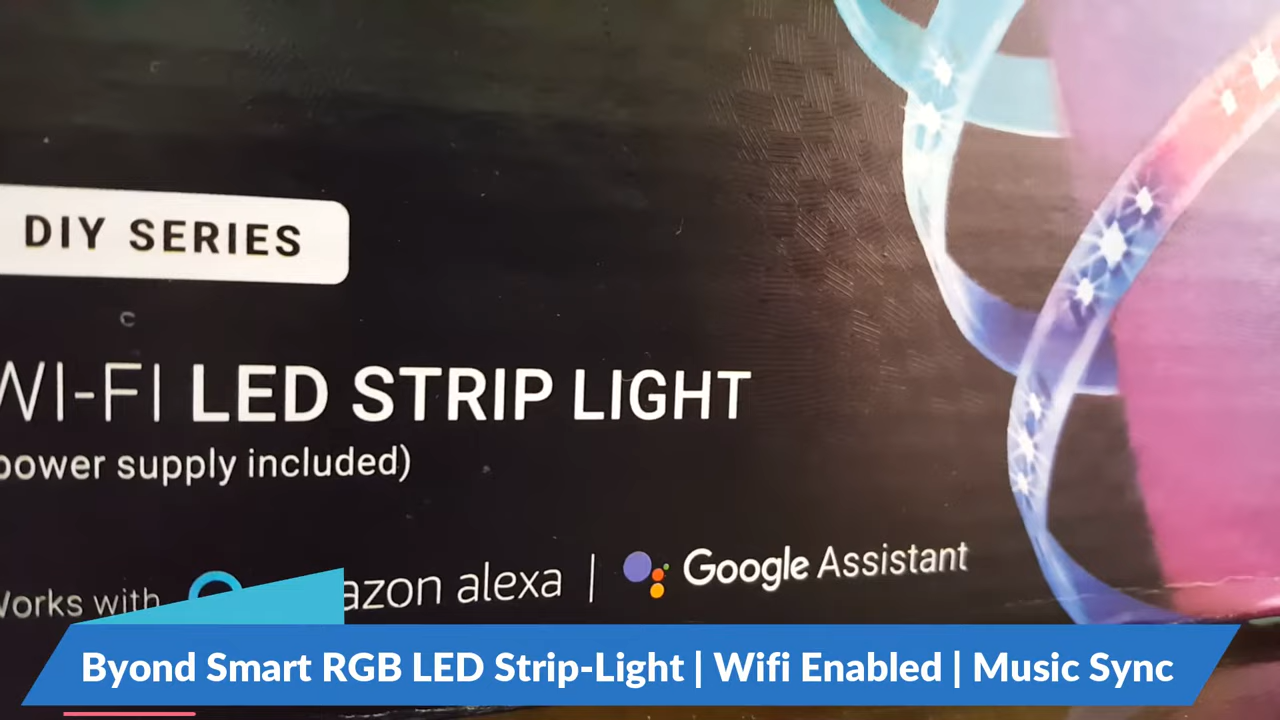 DIY SERIES
WI-FI LED STRIP LIGHT
power supply included)
Works with azon alexa | Google Assistant
Byond Smart RGB LED Strip-Light | Wifi Enabled | Music Sync